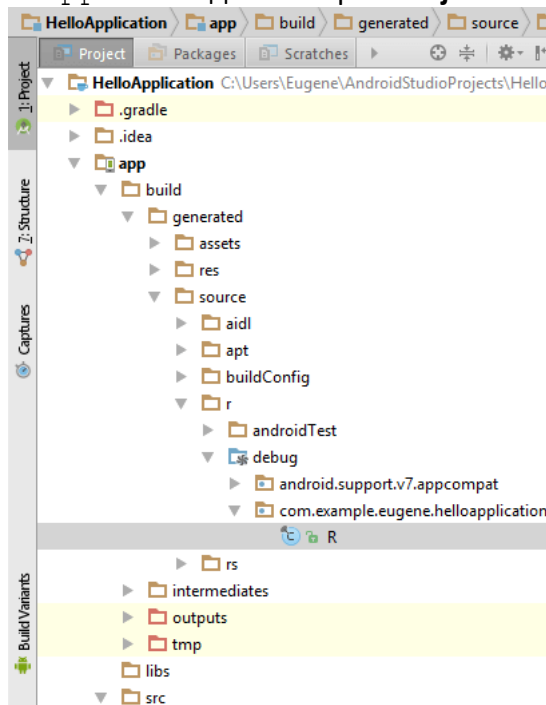 HelloApplication app build generated source
Project Packages Scratches
1: Project
7: Structure
Captures
Build Variants
HelloApplication C:\Users\Eugene\AndroidStudioProjects\Hello
.gradle
.idea
app
build
generated
assets
res
source
aidl
apt
buildConfig
r
androidTest
debug
android.support.v7.appcompat
com.example.eugene.helloapplication
R
rs
intermediates
outputs
tmp
libs
src